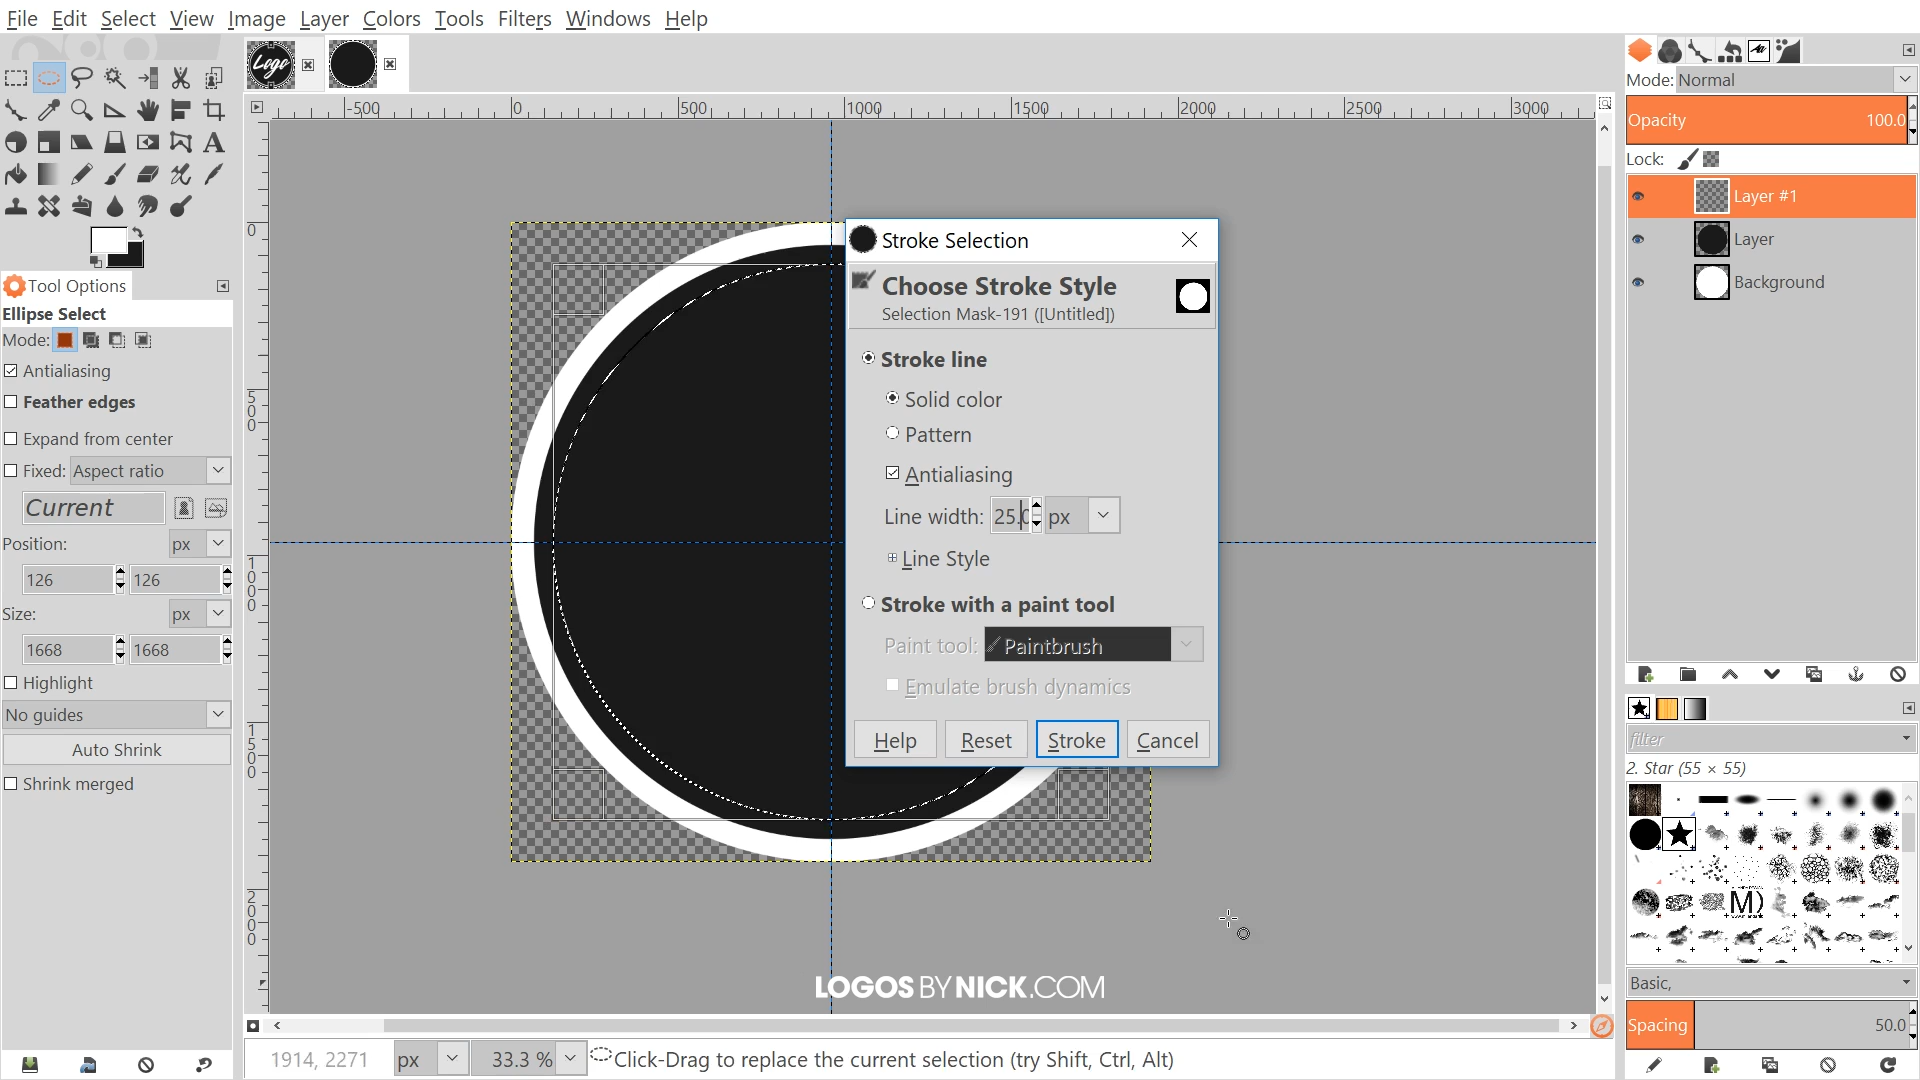 File Edit Select View Image Layer Colors Tools Filters Windows Help
Logo
Mode: Normal
-500 0 500 1000 1500 2000 2500 3000
Opacity 100.0
Lock:
Layer #1
Layer
Background
Tool Options
Ellipse Select
Mode:
Antialiasing
Feather edges
Expand from center
Fixed: Aspect ratio
Current
Position: px
126 126
Size: px
1668 1668
Highlight
No guides
Auto Shrink
Shrink merged
0
500
1000
1500
2000
Stroke Selection
Choose Stroke Style
Selection Mask-191 ([Untitled])
Stroke line
Solid color
Pattern
Antialiasing
Line width: 25.0 px
Line Style
Stroke with a paint tool
Paint tool: Paintbrush
Emulate brush dynamics
Help Reset Stroke Cancel
filter
2. Star (55 × 55)
M)
Basic,
Spacing 50.0
LOGOS BY NICK.COM
1914, 2271 px 33.3 % Click-Drag to replace the current selection (try Shift, Ctrl, Alt)